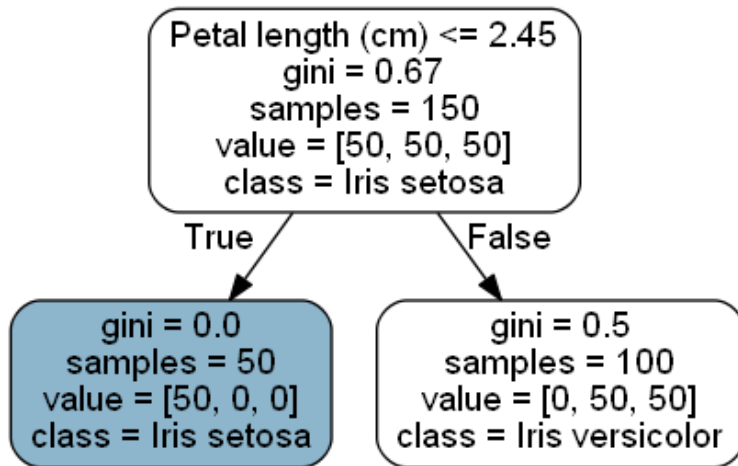 Petal length (cm) <= 2.45
gini = 0.67
samples = 150
value = [50, 50, 50]
class = Iris setosa
True
False
gini = 0.0
samples = 50
value = [50, 0, 0]
class = Iris setosa
gini = 0.5
samples = 100
value = [0, 50, 50]
class = Iris versicolor